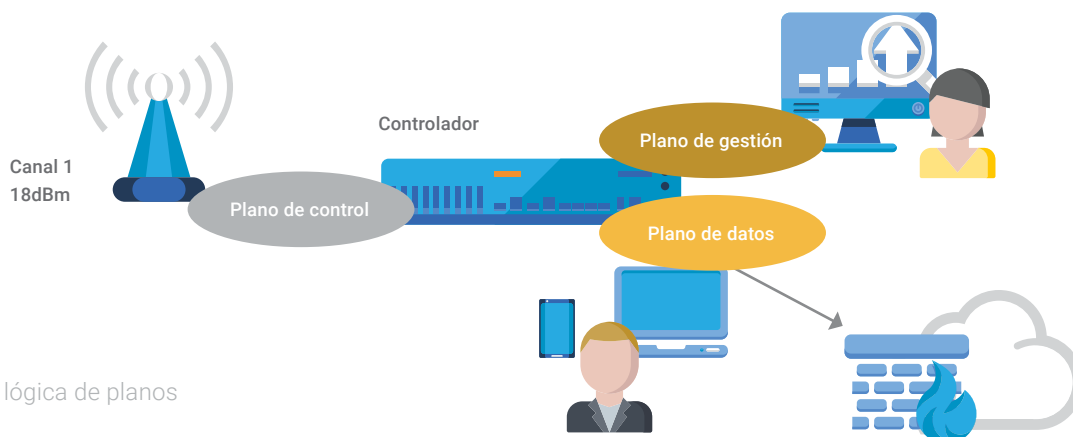 Controlador
Plano de gestión
Canal 1
18dBm
Plano de control
Plano de datos
lógica de planos